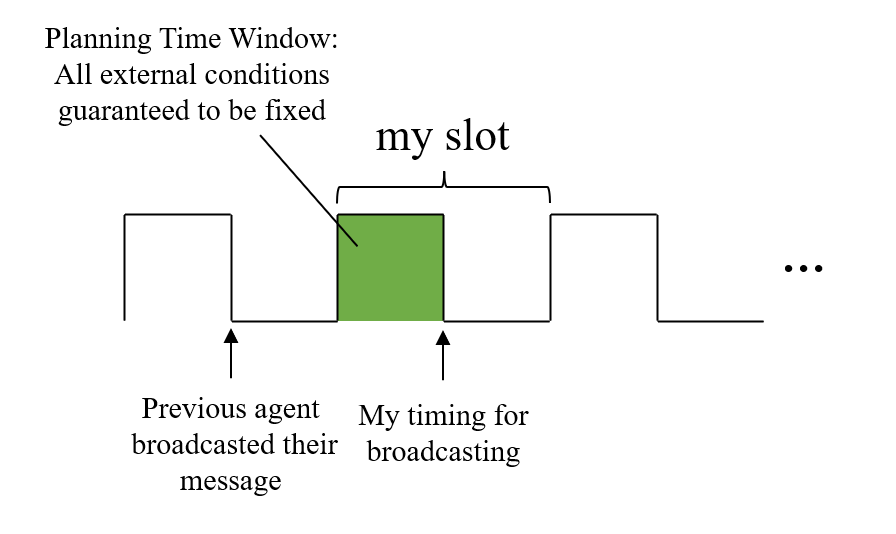 Planning Time Window:
All external conditions
guaranteed to be fixed
my slot
...
Previous agent
broadcasted their
message
My timing for
broadcasting